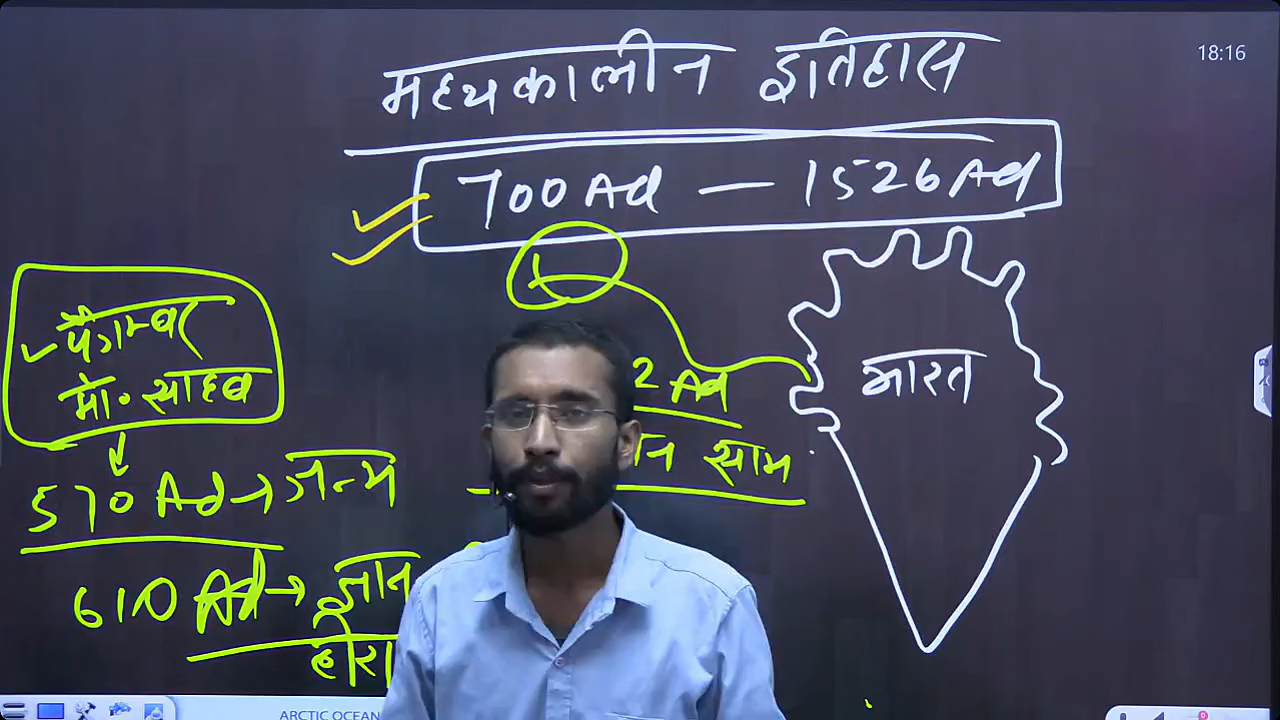 18:16
मध्यकालीन इतिहास
700 AD — 1526 AD
पैगम्बर
मो॰ साहब
570 AD → जन्म
610 AD → ज्ञान
2 AD
भारत
ARCTIC OCEAN